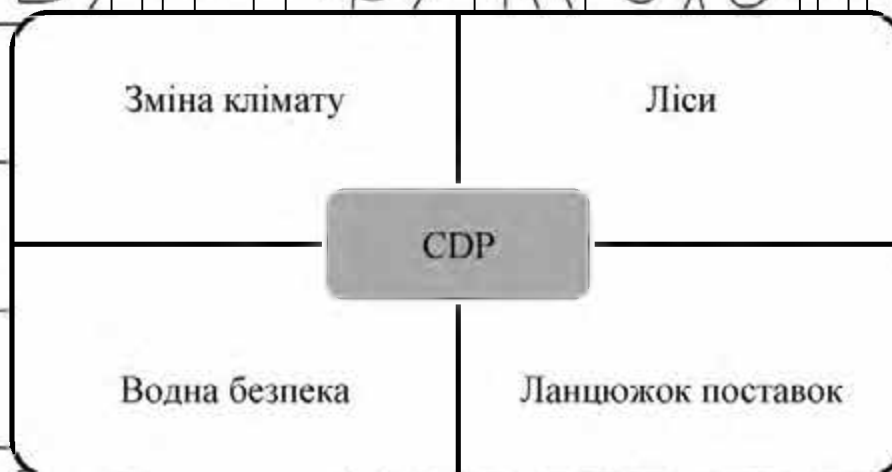 Зміна клімату
Ліси
CDP
Водна безпека
Ланцюжок поставок